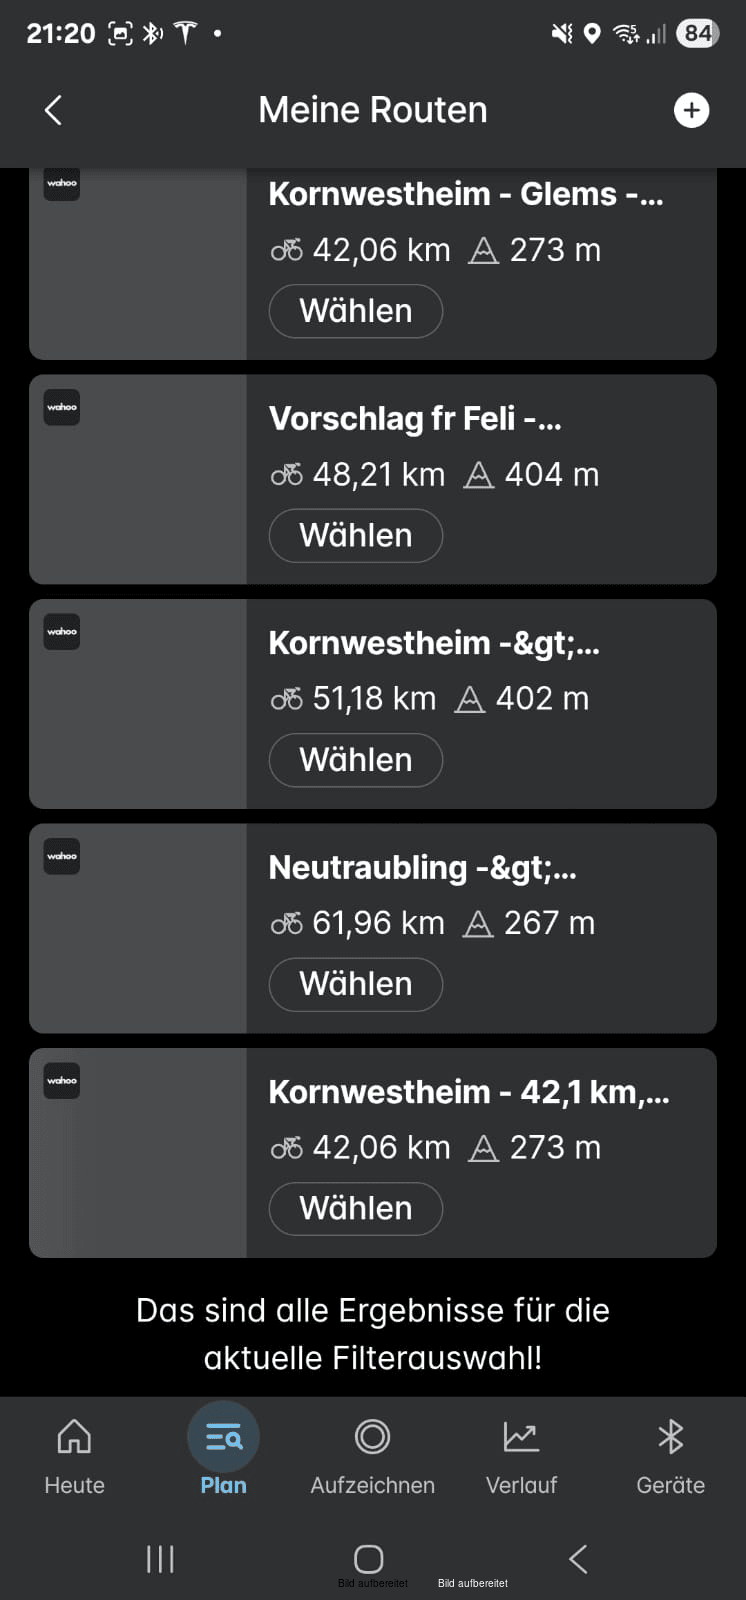 21:20
84
Meine Routen
wahoo
Kornwestheim - Glems -...
42,06 km 273 m
Wählen
wahoo
Vorschlag fr Feli -...
48,21 km 404 m
Wählen
wahoo
Kornwestheim -&gt;...
51,18 km 402 m
Wählen
wahoo
Neutraubling -&gt;...
61,96 km 267 m
Wählen
wahoo
Kornwestheim - 42,1 km,...
42,06 km 273 m
Wählen
Das sind alle Ergebnisse für die
aktuelle Filterauswahl!
Heute Plan Aufzeichnen Verlauf Geräte
Bild aufbereitet Bild aufbereitet